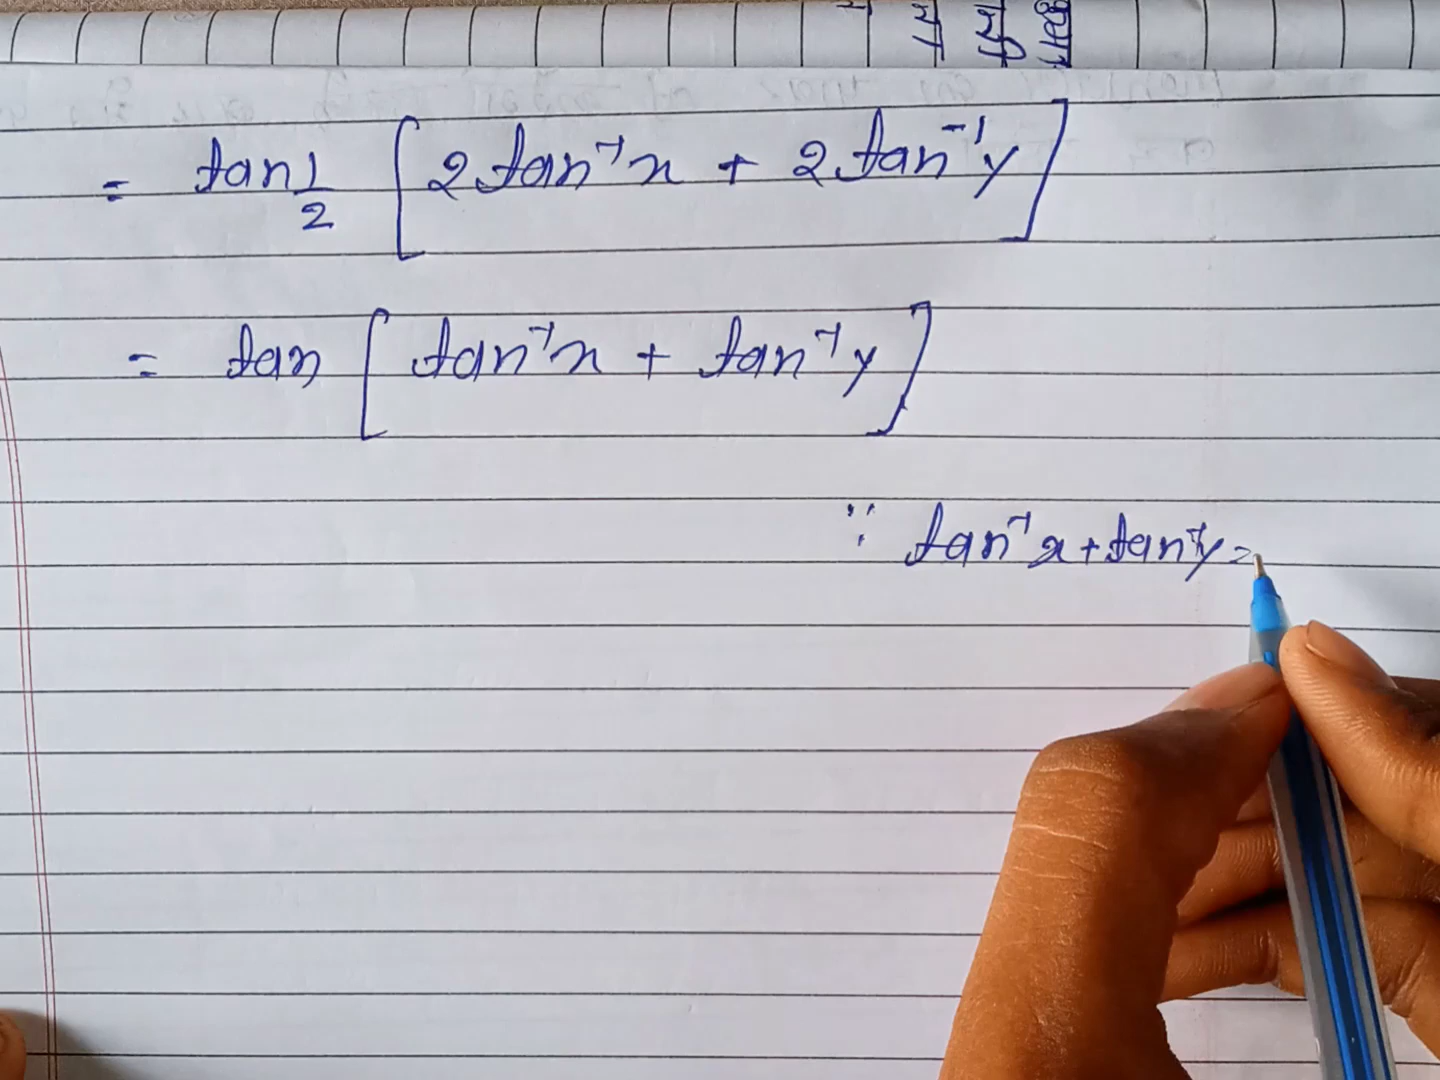 = tan 1/2 [2 tan⁻¹x + 2 tan⁻¹y]
= tan [tan⁻¹x + tan⁻¹y]
∵ tan⁻¹x + tan⁻¹y =